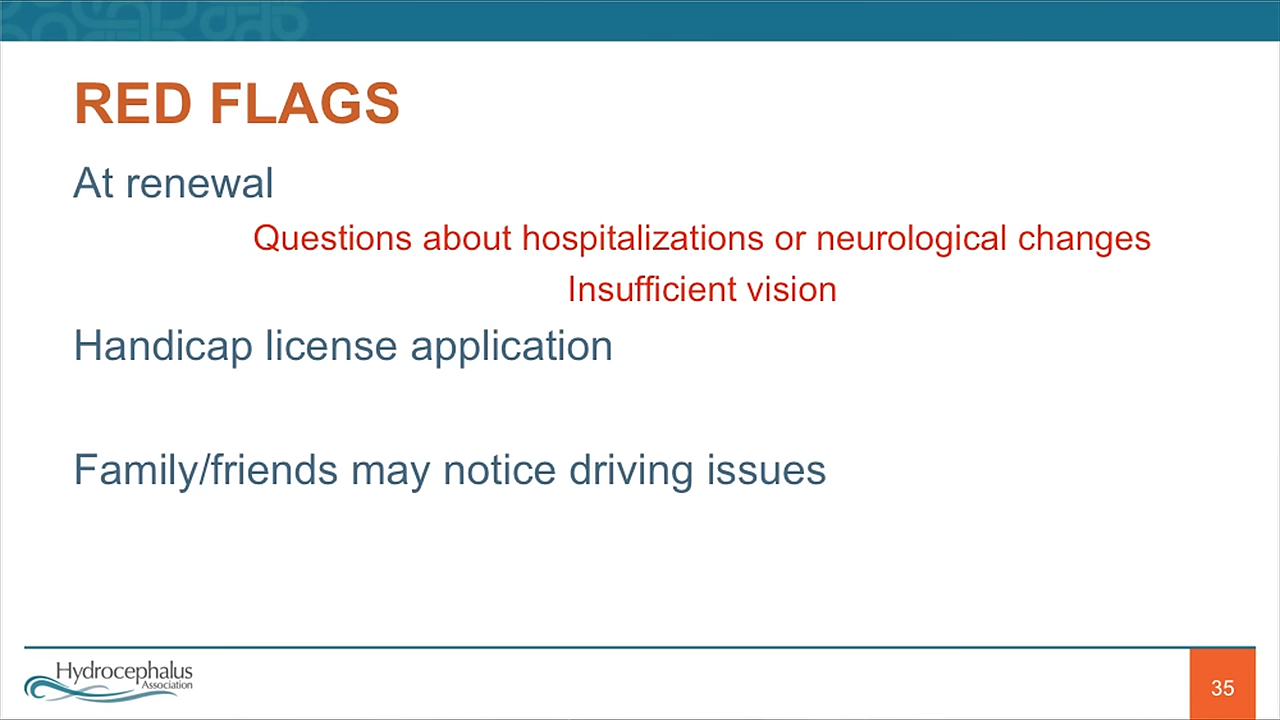 RED FLAGS
At renewal
Questions about hospitalizations or neurological changes
Insufficient vision
Handicap license application
Family/friends may notice driving issues
Hydrocephalus
Association
35